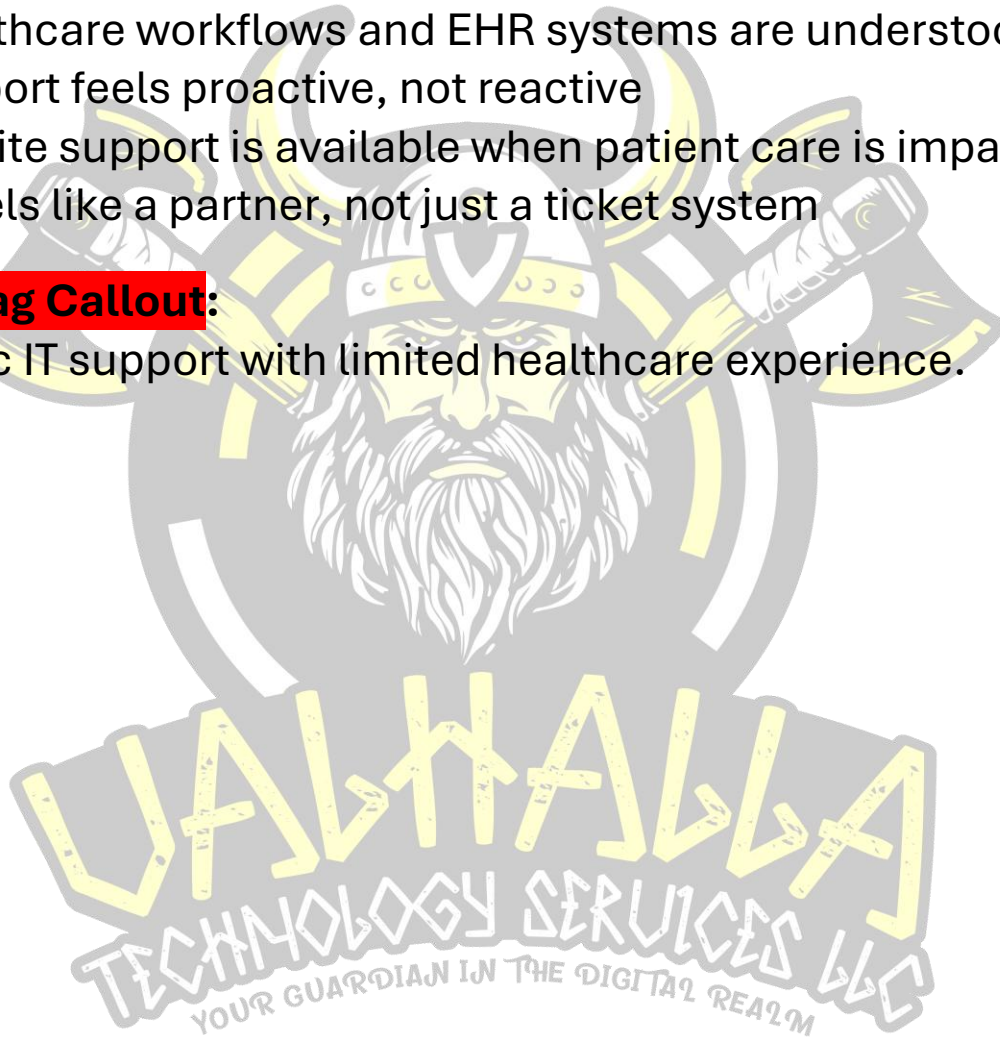 thcare workflows and EHR systems are understoo
ort feels proactive, not reactive
ite support is available when patient care is impa
els like a partner, not just a ticket system
ag Callout:
c IT support with limited healthcare experience.
VALHALLA
TECHNOLOGY SERVICES LLC
YOUR GUARDIAN IN THE DIGITAL REALM